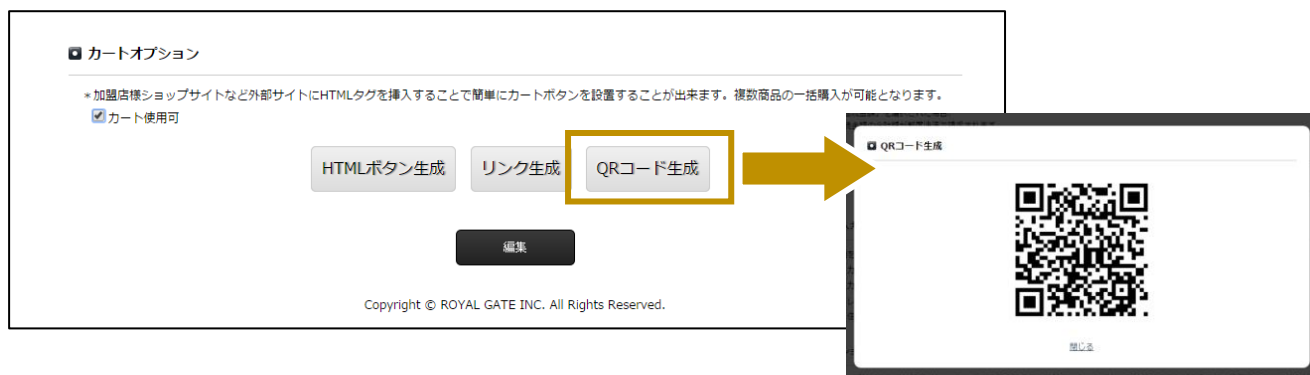 カートオプション
*加盟店様ショップサイトなど外部サイトにHTMLタグを挿入することで簡単にカートボタンを設置することが出来ます。複数商品の一括購入が可能となります。
カート使用可
HTMLボタン生成 リンク生成 QRコード生成
編集
Copyright © ROYAL GATE INC. All Rights Reserved.
QRコード生成
閉じる